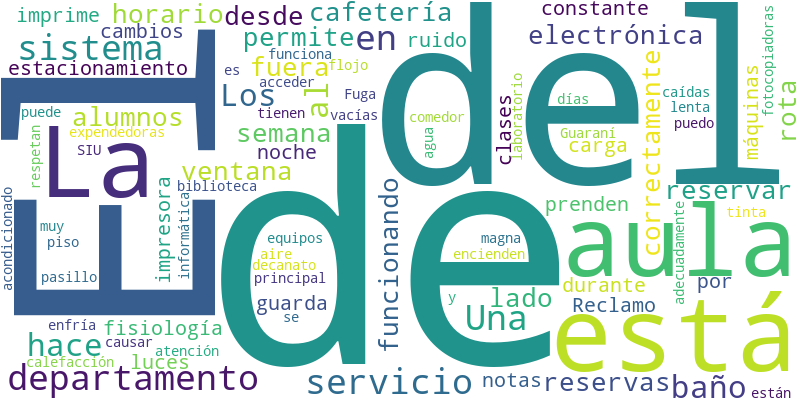 imprime
horario
desde
cafetería
constante
fotocopiadoras
cambios
permite
en
ruido
electrónica
sistema
funciona
estacionamiento
fuera
flojo
es
acceder
Los
al
Fuga
vacías
del
clases
laboratorio
caídas
lenta
puedo
máquinas
rota
puede
alumnos
tienen
comedor
días
Guaraní
carga
correctamente
expendedoras
semana
agua
El
La
respetan
SIU
noche
ventana
reservar
acondicionado
muy
piso
pasillo
impresora
informática
biblioteca
de
equipos
aire
decanato
principal
guarda
se
funcionando
magna
encienden
y
lado
Una
prenden
aula
adecuadamente
tinta
durante
Reclamo
por
enfría
fisiología
causar
atención
hace
calefacción
luces
está
departamento
servicio
notas
reservas
baño
están